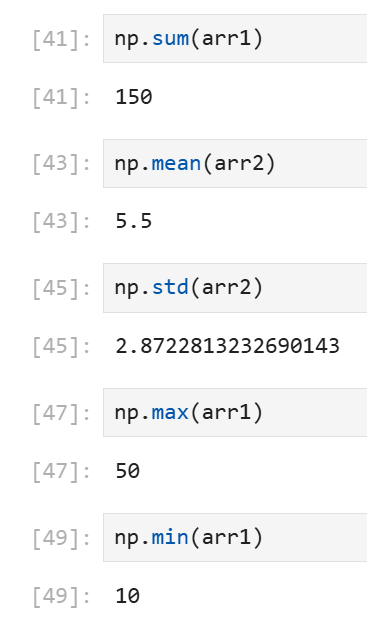 [41]: np.sum(arr1)
[41]: 150
[43]: np.mean(arr2)
[43]: 5.5
[45]: np.std(arr2)
[45]: 2.8722813232690143
[47]: np.max(arr1)
[47]: 50
[49]: np.min(arr1)
[49]: 10